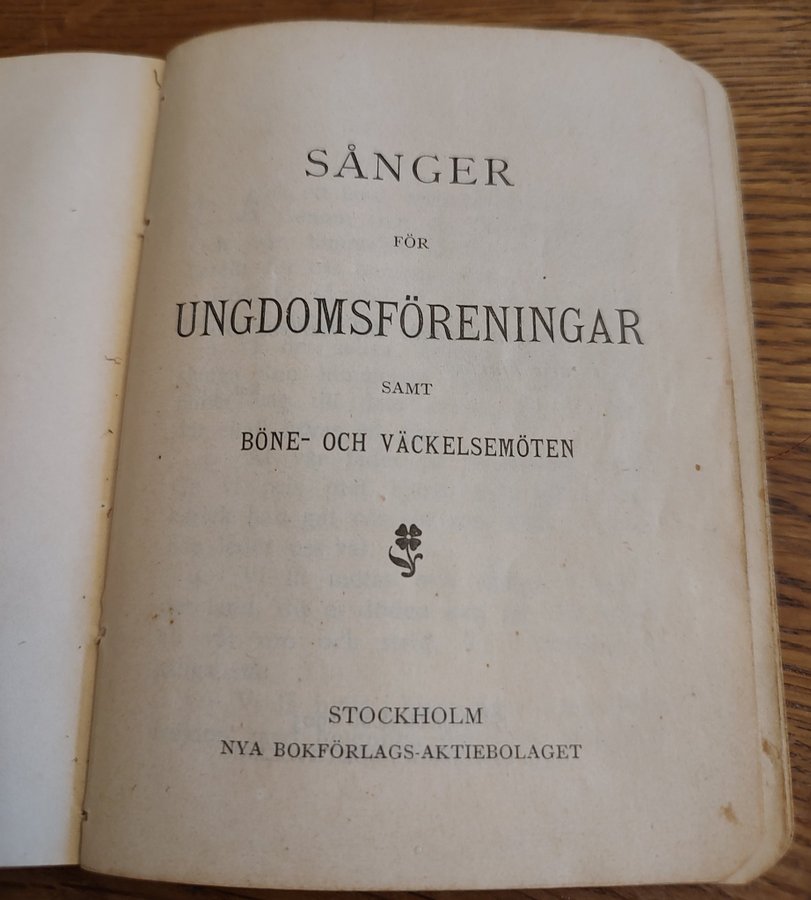 SÅNGER
FÖR
UNGDOMSFÖRENINGAR
SAMT
BÖNE- OCH VÄCKELSEMÖTEN
STOCKHOLM
NYA BOKFÖRLAGS-AKTIEBOLAGET